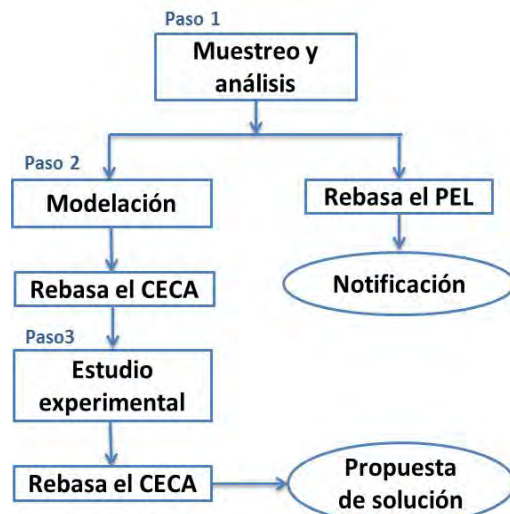 Paso 1
Muestreo y
análisis
Paso 2
Modelación
Rebasa el PEL
Notificación
Rebasa el CECA
Paso3
Estudio
experimental
Rebasa el CECA
Propuesta
de solución